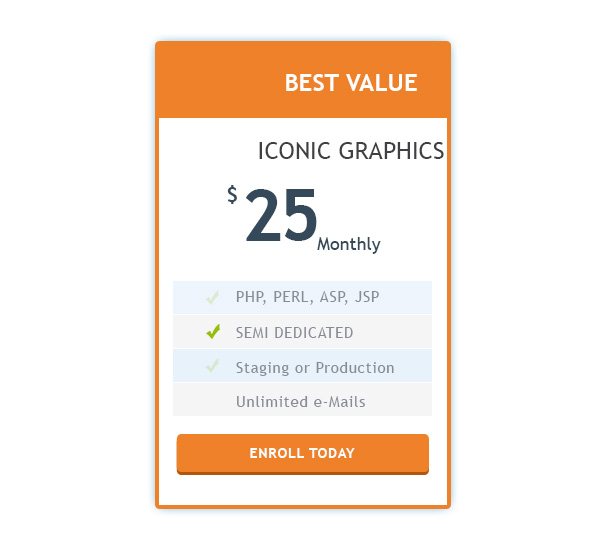 BEST VALUE
ICONIC GRAPHICS
$ 25 Monthly
PHP, PERL, ASP, JSP
SEMI DEDICATED
Staging or Production
Unlimited e-Mails
ENROLL TODAY